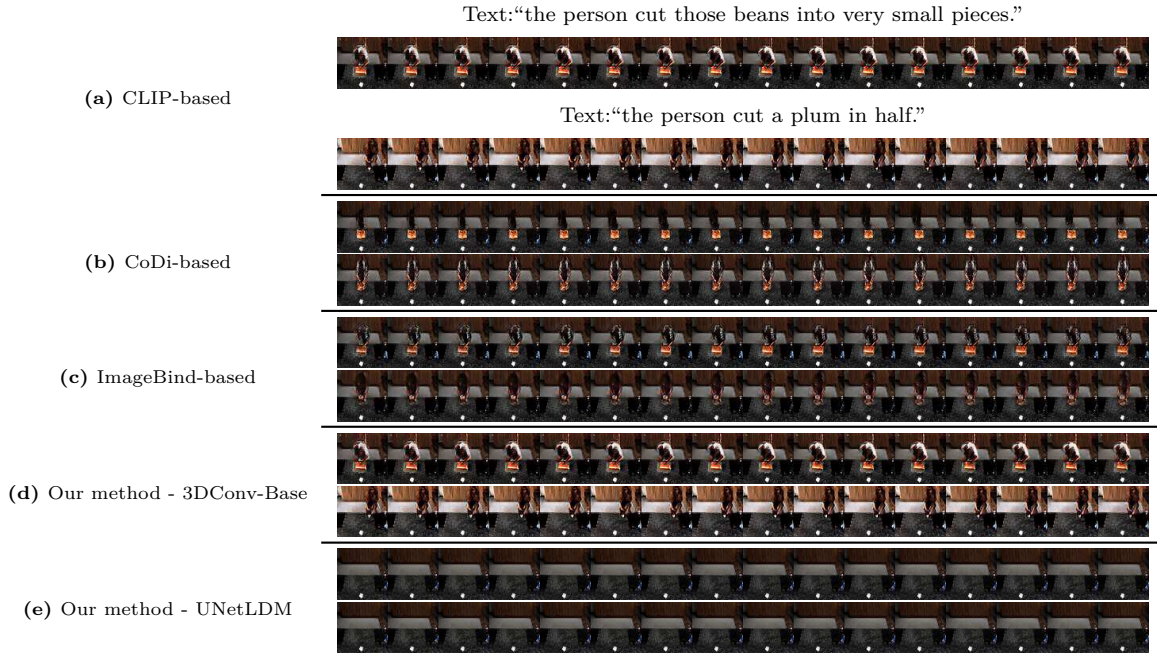 Text:“the person cut those beans into very small pieces.”
(a) CLIP-based
Text:“the person cut a plum in half.”
(b) CoDi-based
(c) ImageBind-based
(d) Our method - 3DConv-Base
(e) Our method - UNetLDM